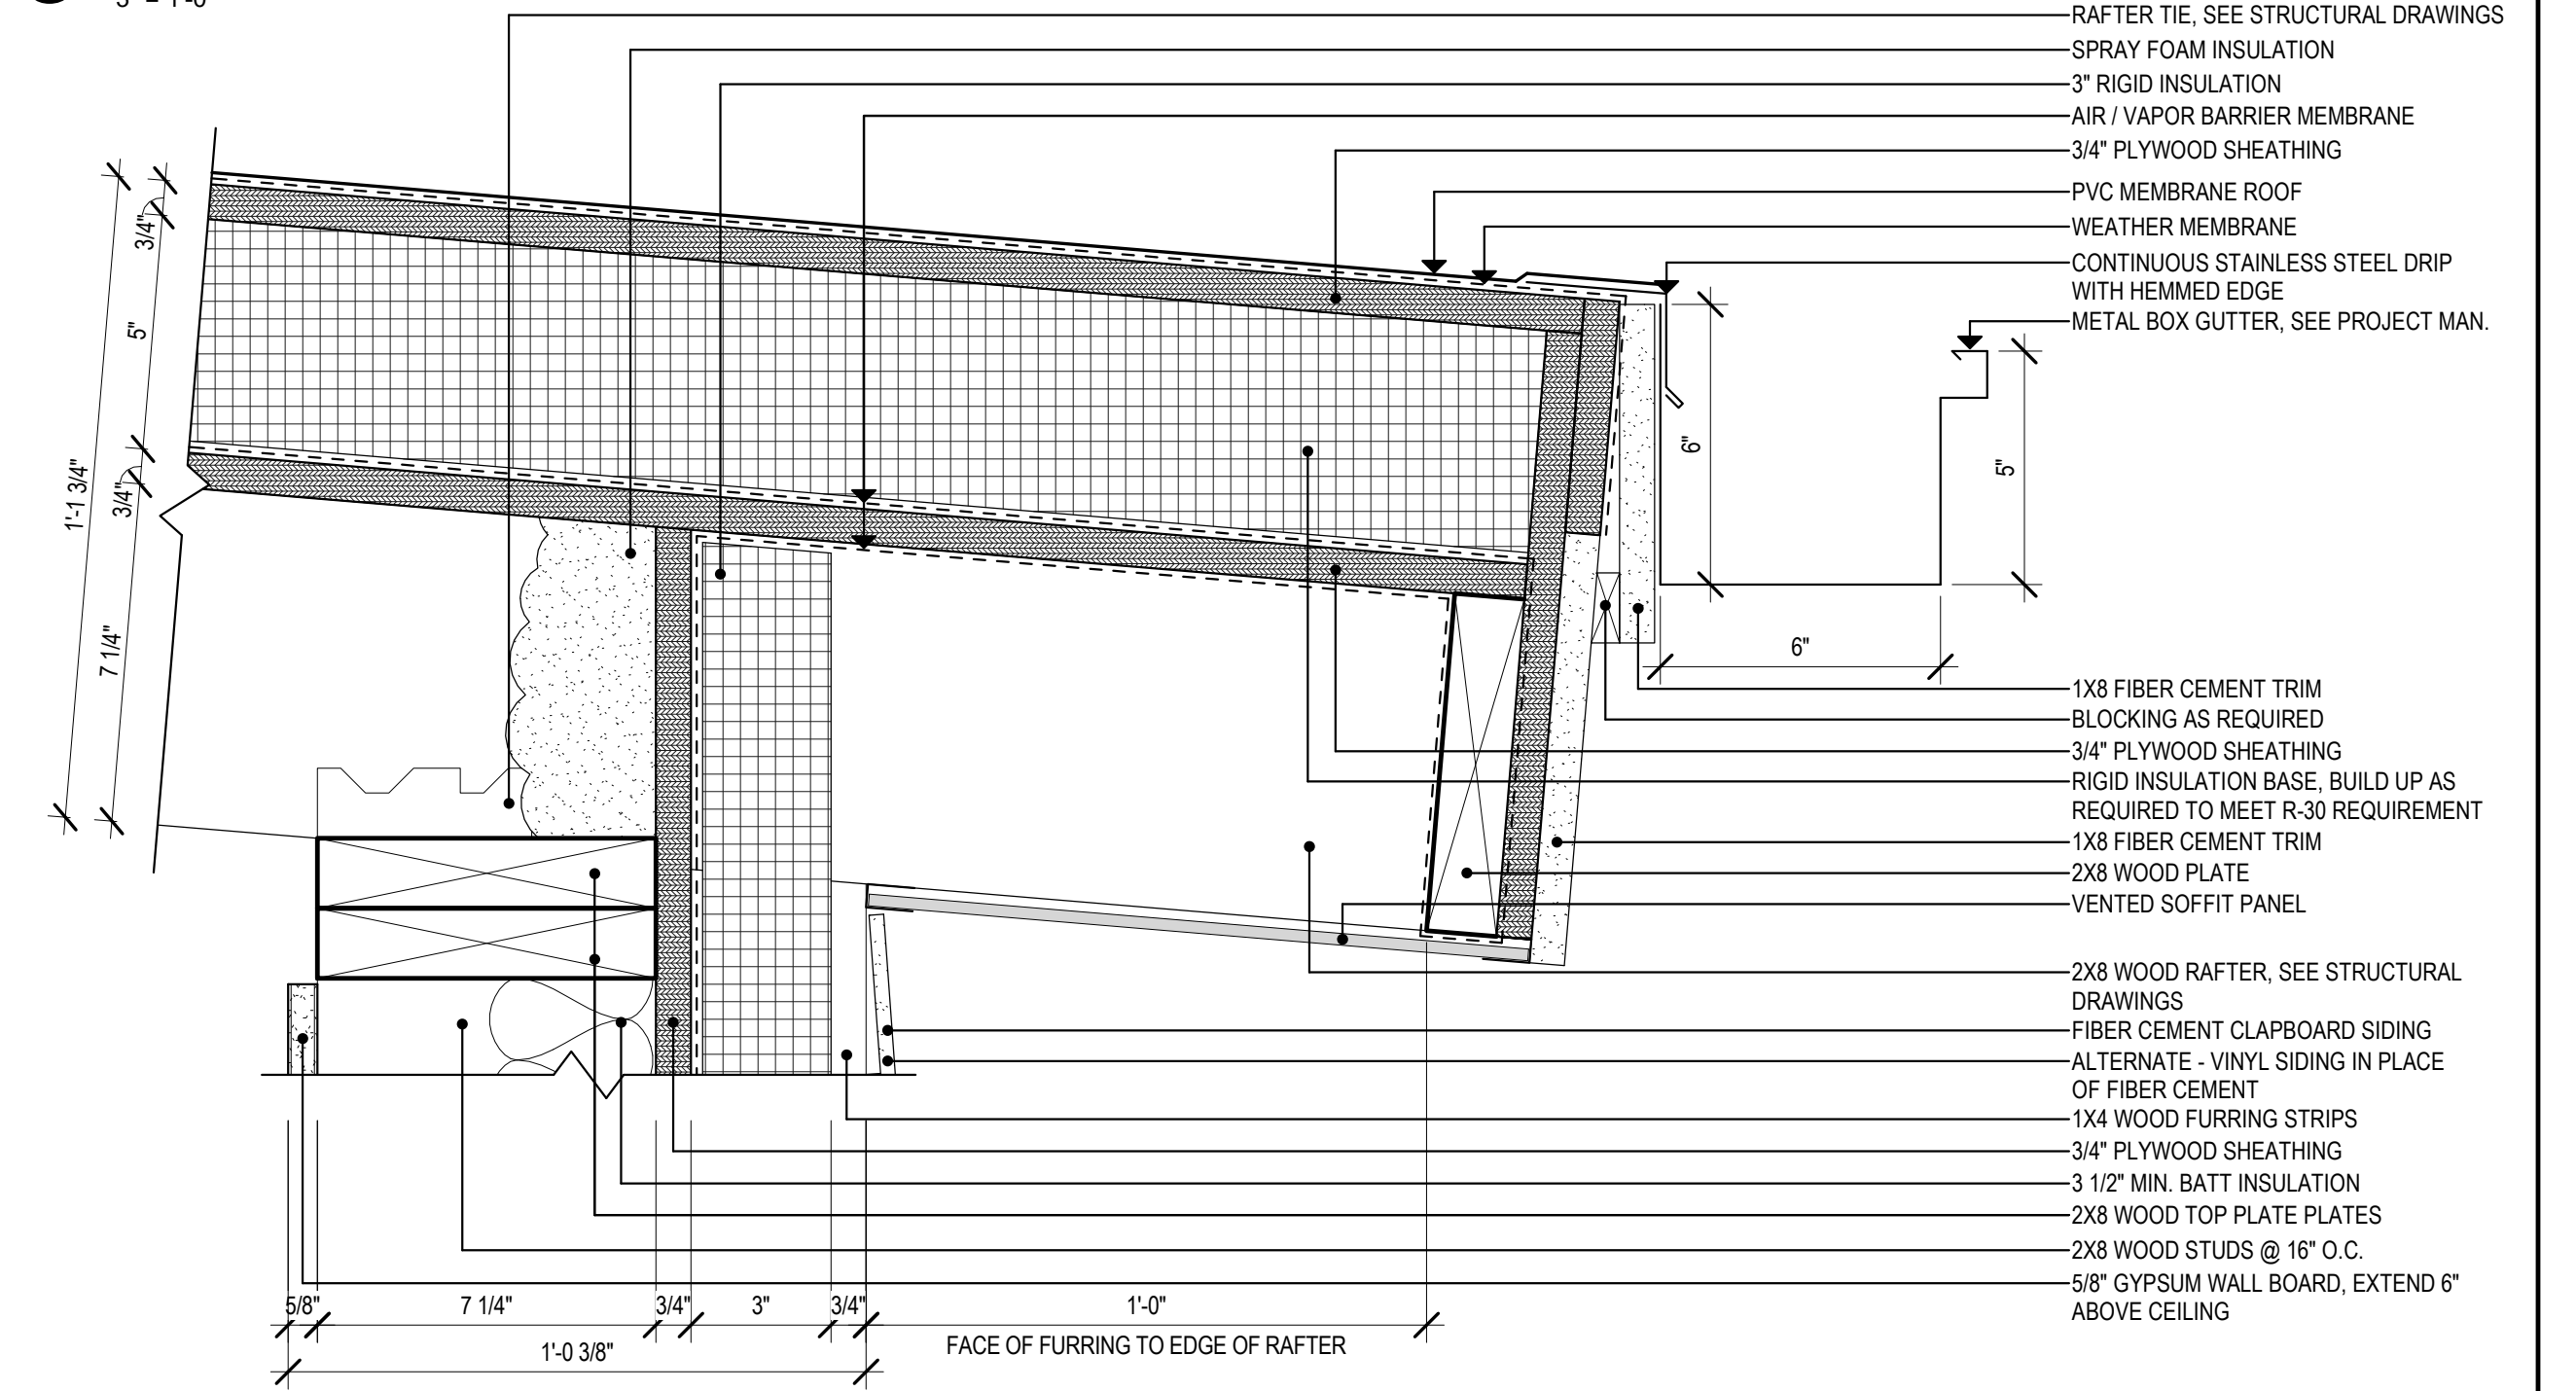 3" = 1'-0"
RAFTER TIE, SEE STRUCTURAL DRAWINGS
SPRAY FOAM INSULATION
3" RIGID INSULATION
AIR / VAPOR BARRIER MEMBRANE
3/4" PLYWOOD SHEATHING
PVC MEMBRANE ROOF
WEATHER MEMBRANE
CONTINUOUS STAINLESS STEEL DRIP
WITH HEMMED EDGE
METAL BOX GUTTER, SEE PROJECT MAN.
3/4"
5"
1'-1 3/4"
3/4"
7 1/4"
6"
5"
6"
1X8 FIBER CEMENT TRIM
BLOCKING AS REQUIRED
3/4" PLYWOOD SHEATHING
RIGID INSULATION BASE, BUILD UP AS
REQUIRED TO MEET R-30 REQUIREMENT
1X8 FIBER CEMENT TRIM
2X8 WOOD PLATE
VENTED SOFFIT PANEL
2X8 WOOD RAFTER, SEE STRUCTURAL
DRAWINGS
FIBER CEMENT CLAPBOARD SIDING
ALTERNATE - VINYL SIDING IN PLACE
OF FIBER CEMENT
1X4 WOOD FURRING STRIPS
3/4" PLYWOOD SHEATHING
3 1/2" MIN. BATT INSULATION
2X8 WOOD TOP PLATE PLATES
2X8 WOOD STUDS @ 16" O.C.
5/8" GYPSUM WALL BOARD, EXTEND 6"
ABOVE CEILING
5/8" 7 1/4" 3/4" 3" 3/4" 1'-0"
1'-0 3/8" FACE OF FURRING TO EDGE OF RAFTER